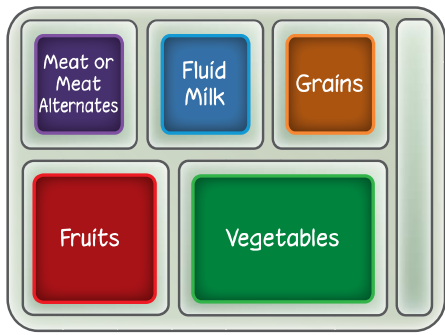 Meat or
Meat
Alternates
Fluid
Milk
Grains
Fruits
Vegetables